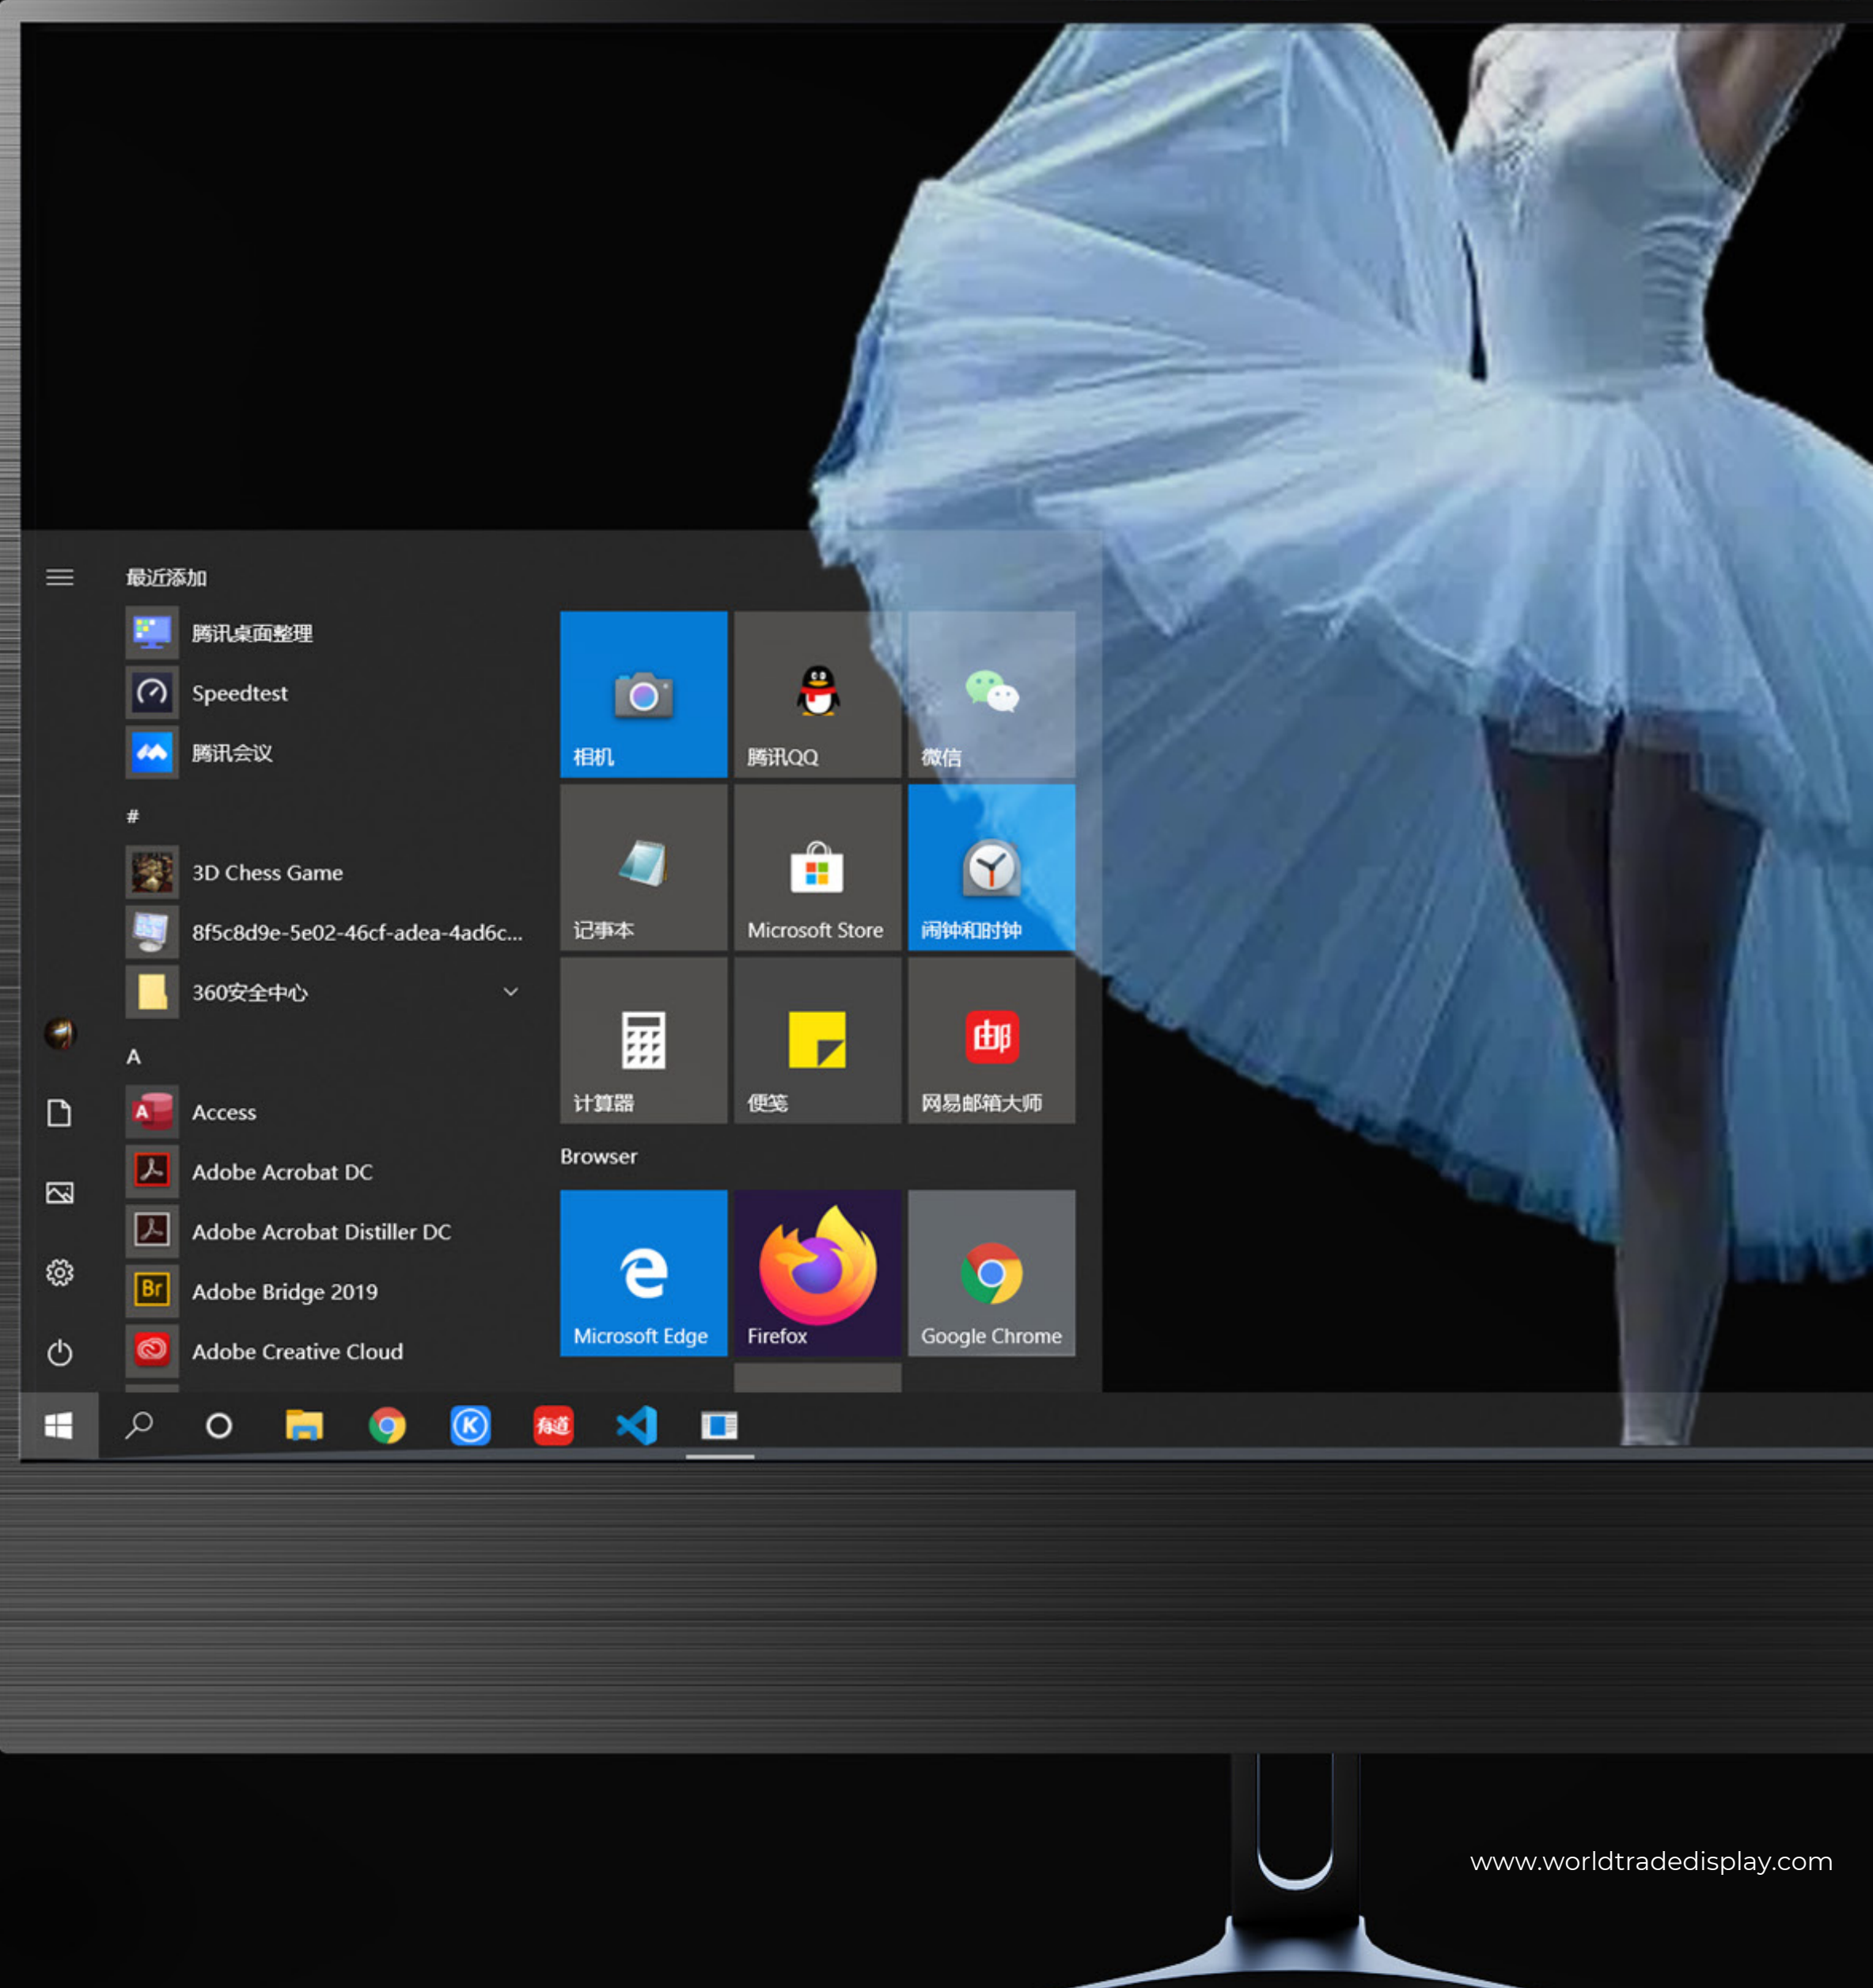 最近添加
腾讯桌面整理
Speedtest
腾讯会议
#
3D Chess Game
8f5c8d9e-5e02-46cf-adea-4ad6c...
360安全中心
A
Access
Adobe Acrobat DC
Adobe Acrobat Distiller DC
Br
Adobe Bridge 2019
Adobe Creative Cloud
相机
腾讯QQ
微信
记事本
Microsoft Store
闹钟和时钟
计算器
便笺
邮
网易邮箱大师
Browser
Microsoft Edge
Firefox
Google Chrome
K
有道
www.worldtradedisplay.com